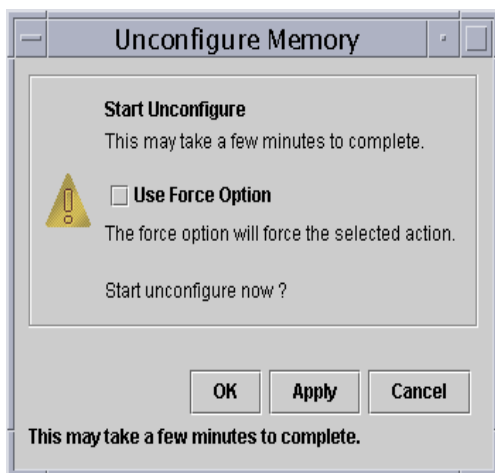 Unconfigure Memory
Start Unconfigure
This may take a few minutes to complete.
Use Force Option
The force option will force the selected action.
Start unconfigure now ?
OK Apply Cancel
This may take a few minutes to complete.